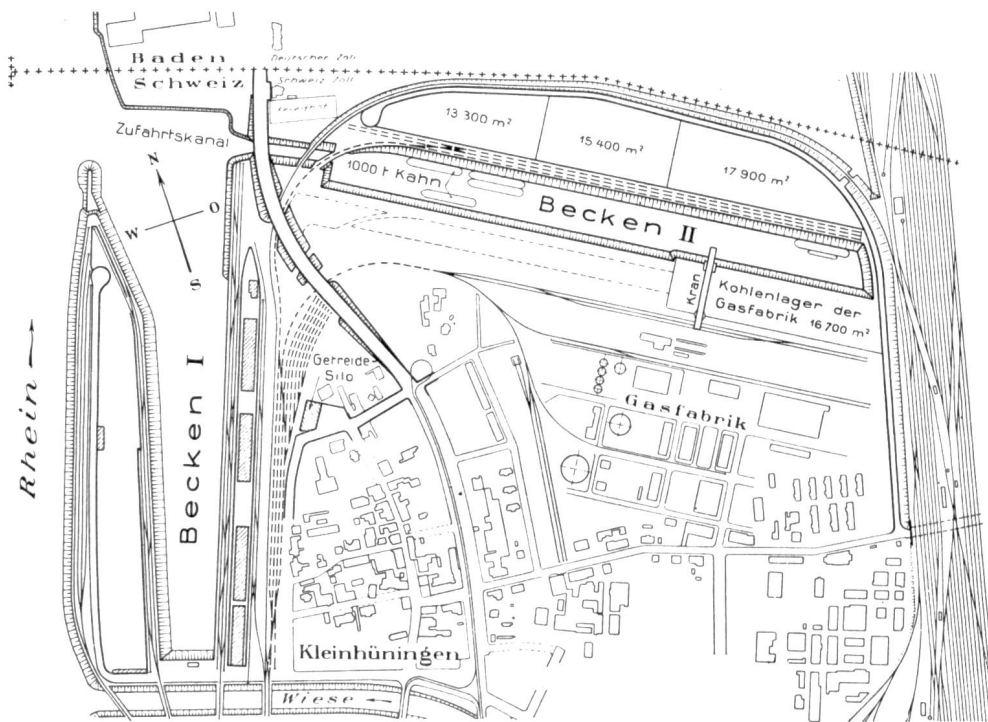 Baden
Deutscher Zoll
Schweiz
Schweiz. Zoll
Zufahrtskanal
N
W
O
S
13 300 m²
15 400 m²
17 900 m²
1000 t Kahn
Becken II
Kran
Kohlenlager der
Gasfabrik 16 700 m²
Rhein
Becken I
Getreide-
Silo
Gasfabrik
Kleinhüningen
Wiese